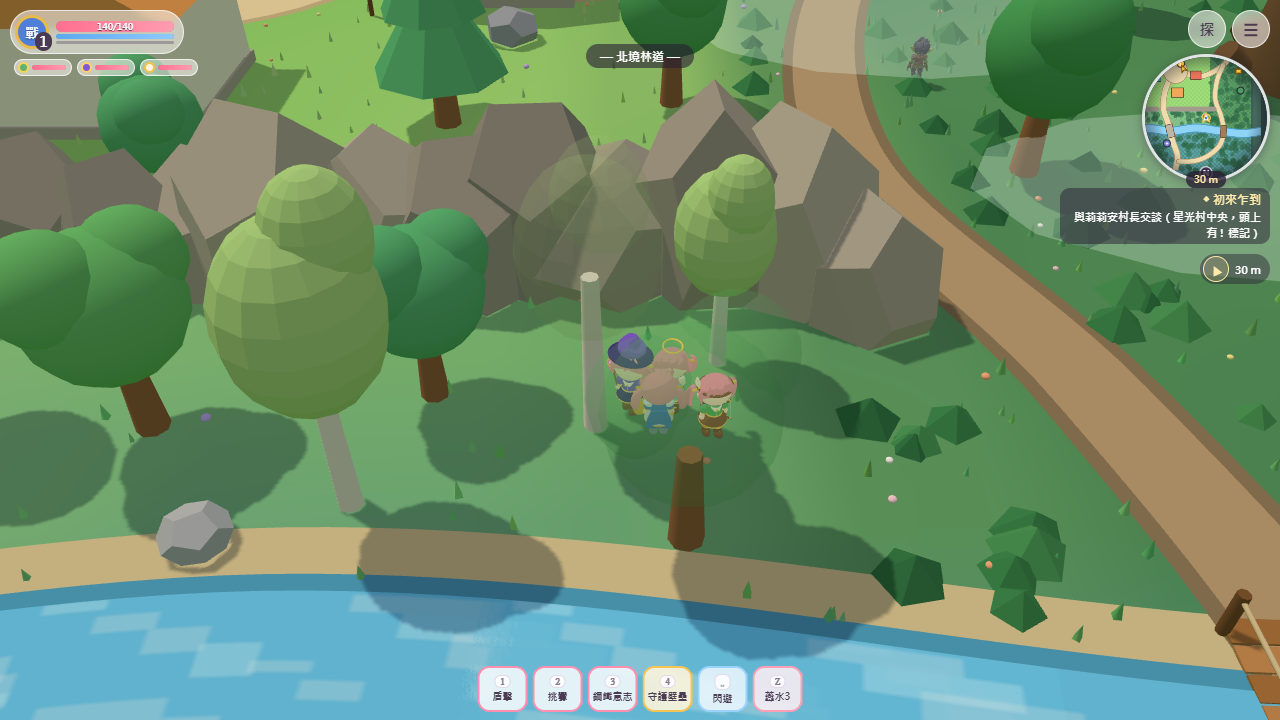 戰
1
140/140
— 北境林道 —
探
30 m
初來乍到
與莉莉安村長交談 ( 星光村中央，頭上
有！標記 )
30 m
1
盾擊
2
挑釁
3
鋼鐵意志
4
守護壁壘
閃避
Z
藥水3